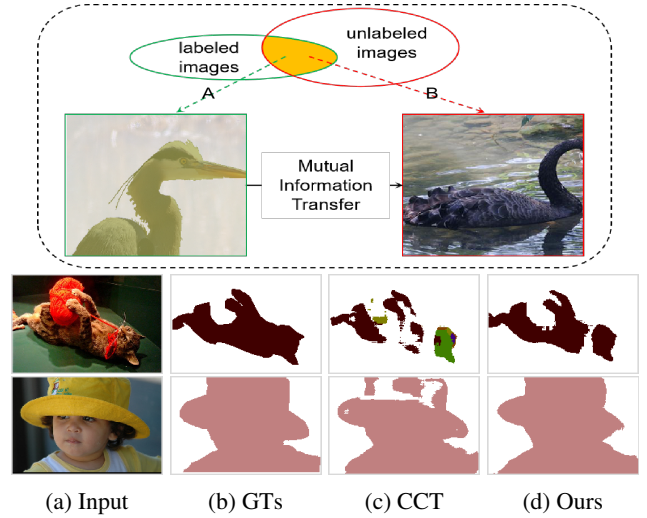 labeled
images
unlabeled
images
A
B
Mutual
Information
Transfer
(a) Input
(b) GTs
(c) CCT
(d) Ours